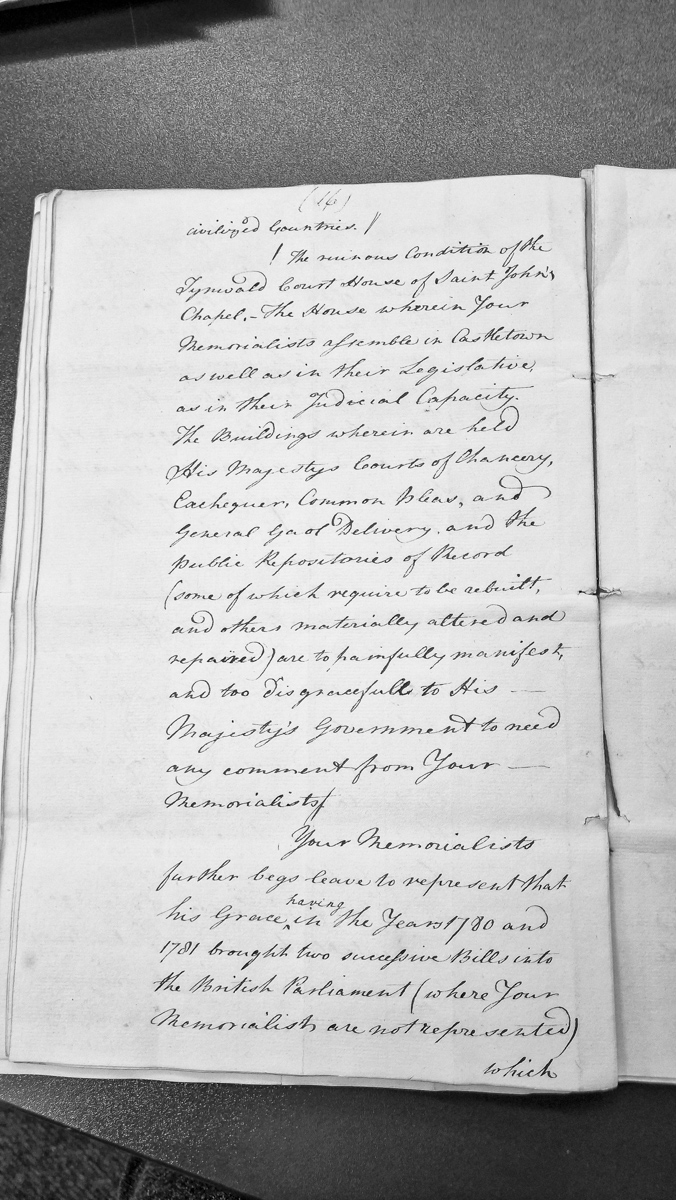 (16)
civilized Countries. //
/ The ruinous Condition of the
Tynwald Court House of Saint John's
Chapel, - The House wherein Your
Memorialists assemble in Castletown
as well as in their Legislative,
as in their Judicial Capacity.
The Buildings wherein are held
His Majestys Courts of Chancery,
Exchequer, Common Pleas, and
General Gaol Delivery, and the
Public Repositories of Record
(some of which require to be rebuilt,
and others materially altered and
repaired) are to painfully manifest,
and too disgracefull to His —
Majesty's Government to need
any comment from Your —
Memorialists/
Your Memorialists
further begs leave to represent that
his Grace having in the Years 1780 and
1781 brought two successive Bills into
the British Parliament (where Your
Memorialists are not represented)
which